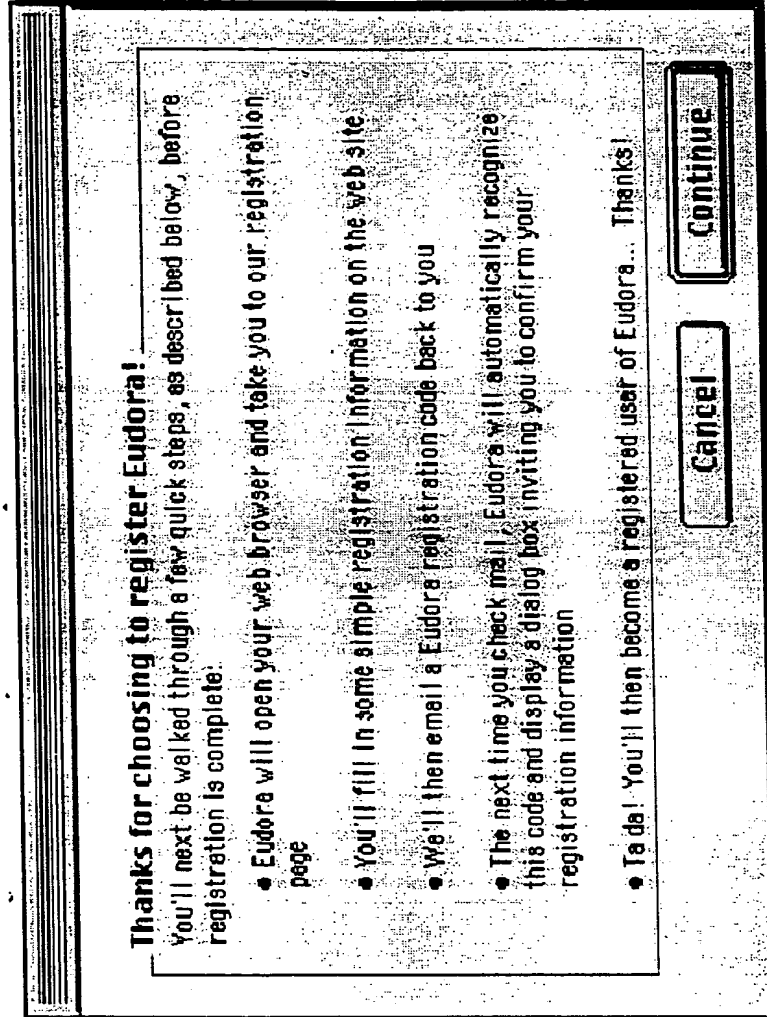 Thanks for choosing to register Eudora!
You'll next be walked through a few quick steps, as described below, before
registration is complete:
• Eudora will open your web browser and take you to our registration
page
• You'll fill in some simple registration information on the web site.
• We'll then email a Eudora registration code back to you
• The next time you check mail, Eudora will automatically recognize
this code and display a dialog box inviting you to confirm your
registration information
• Ta da! You'll then become a registered user of Eudora... Thanks!
Cancel
Continue